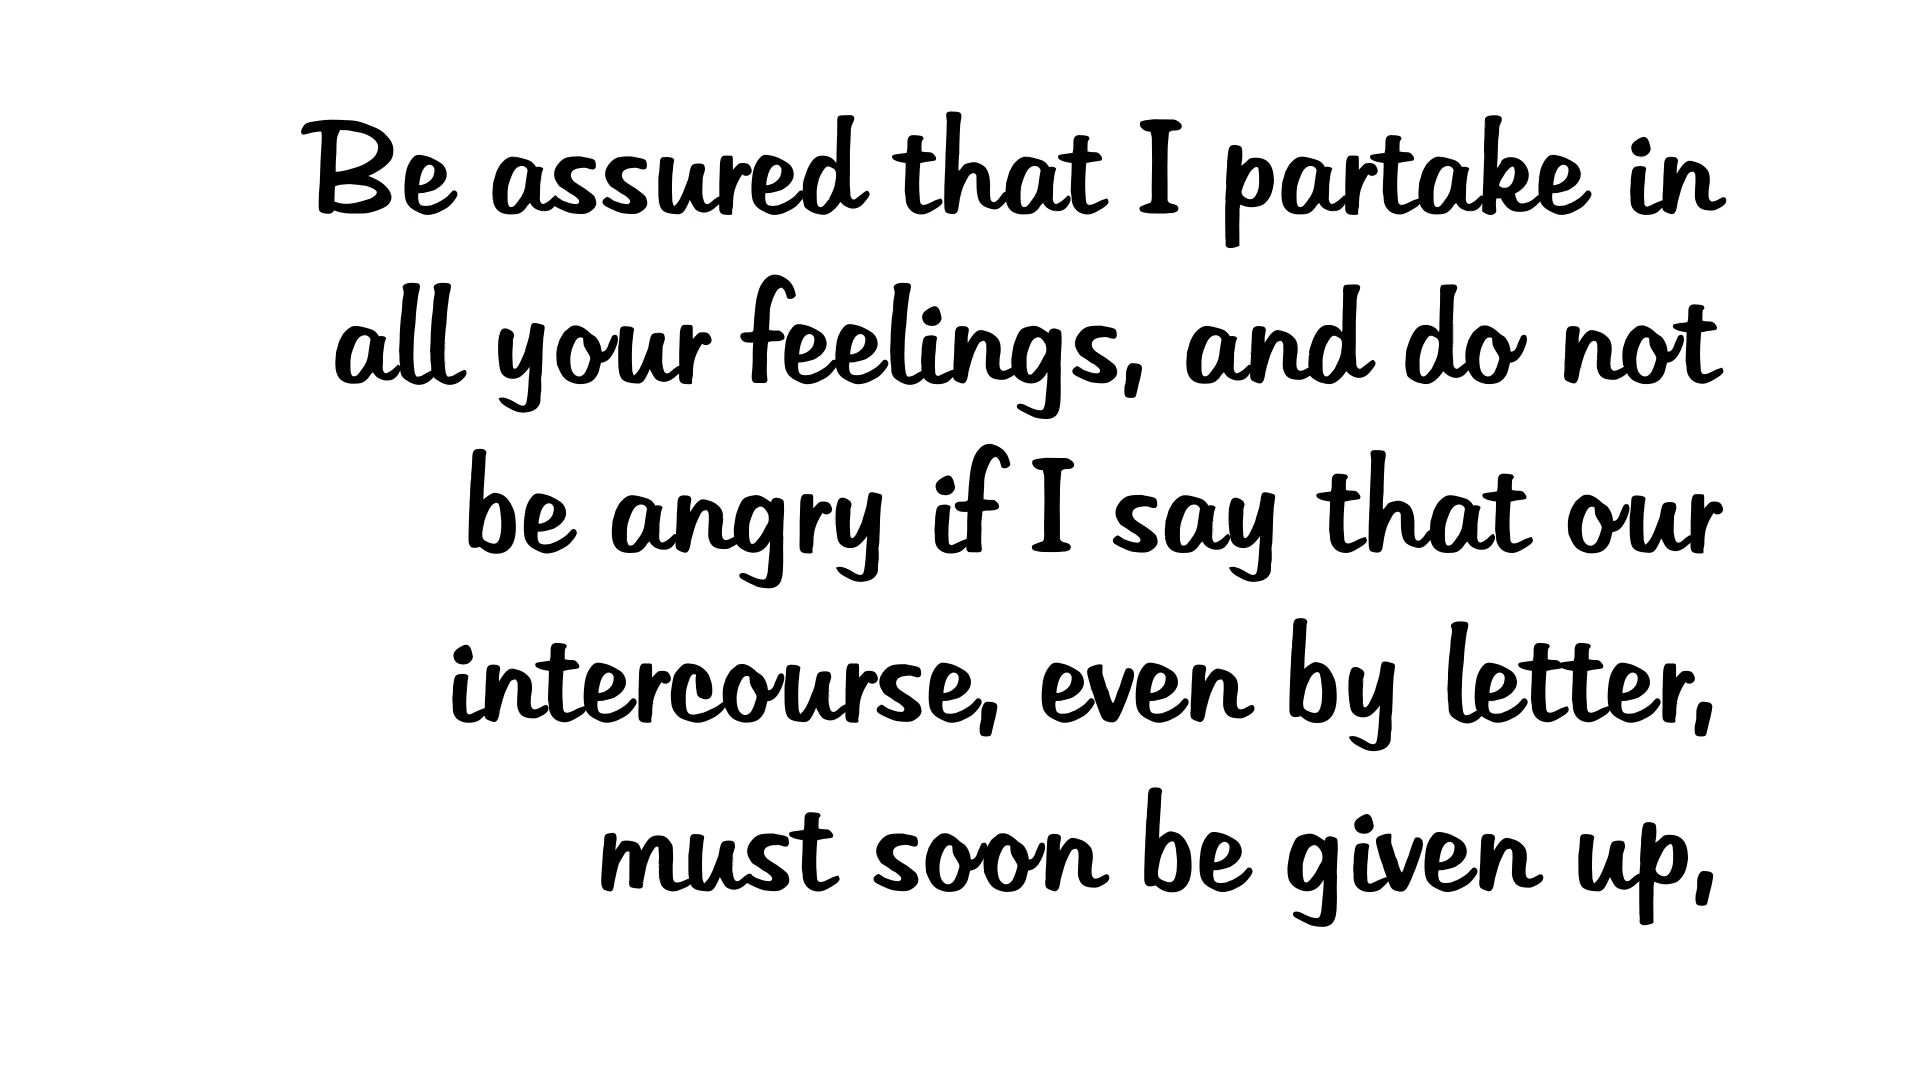 Be assured that I partake in
all your feelings, and do not
be angry if I say that our
intercourse, even by letter,
must soon be given up,